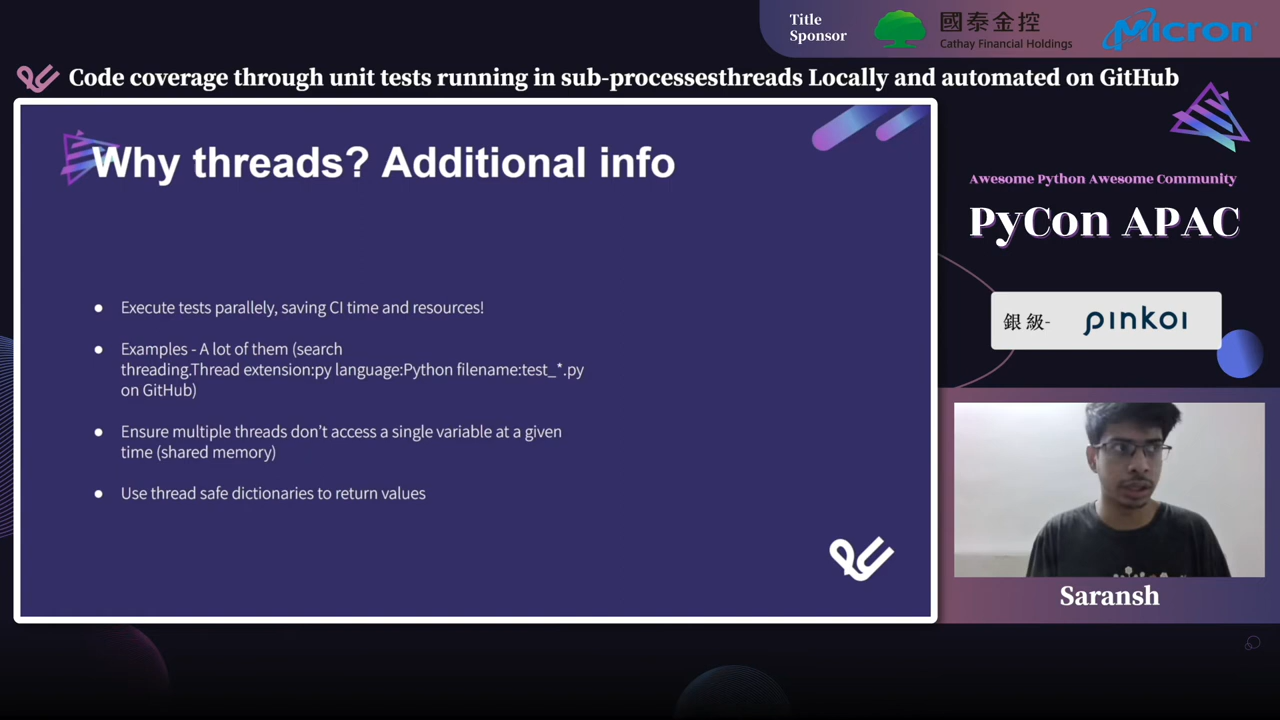 Title
Sponsor
國泰金控
Cathay Financial Holdings
Micron
Code coverage through unit tests running in sub-processesthreads Locally and automated on GitHub
Why threads? Additional info
Execute tests parallely, saving CI time and resources!
Examples - A lot of them (search
threading.Thread extension:py language:Python filename:test_*.py
on GitHub)
Ensure multiple threads don’t access a single variable at a given
time (shared memory)
Use thread safe dictionaries to return values
Awesome Python Awesome Community
PyCon APAC
銀級-
pinkoi
Saransh